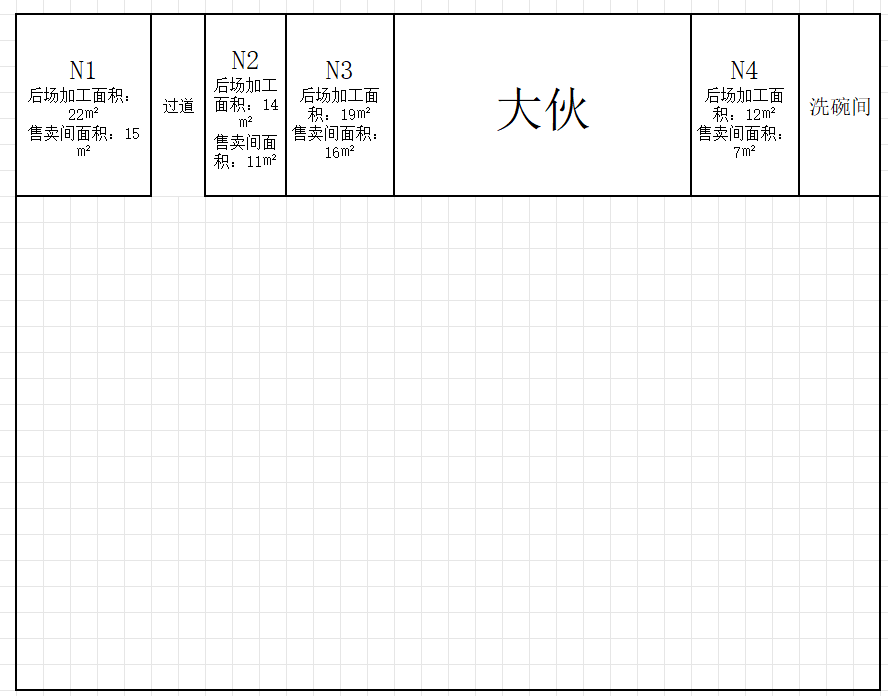 N1
后场加工面积：
22㎡
售卖间面积：15
㎡
过道
N2
后场加工
面积：14
㎡
售卖间面
积：11㎡
N3
后场加工面
积：19㎡
售卖间面积：
16㎡
大伙
N4
后场加工面
积：12㎡
售卖间面积：
7㎡
洗碗间